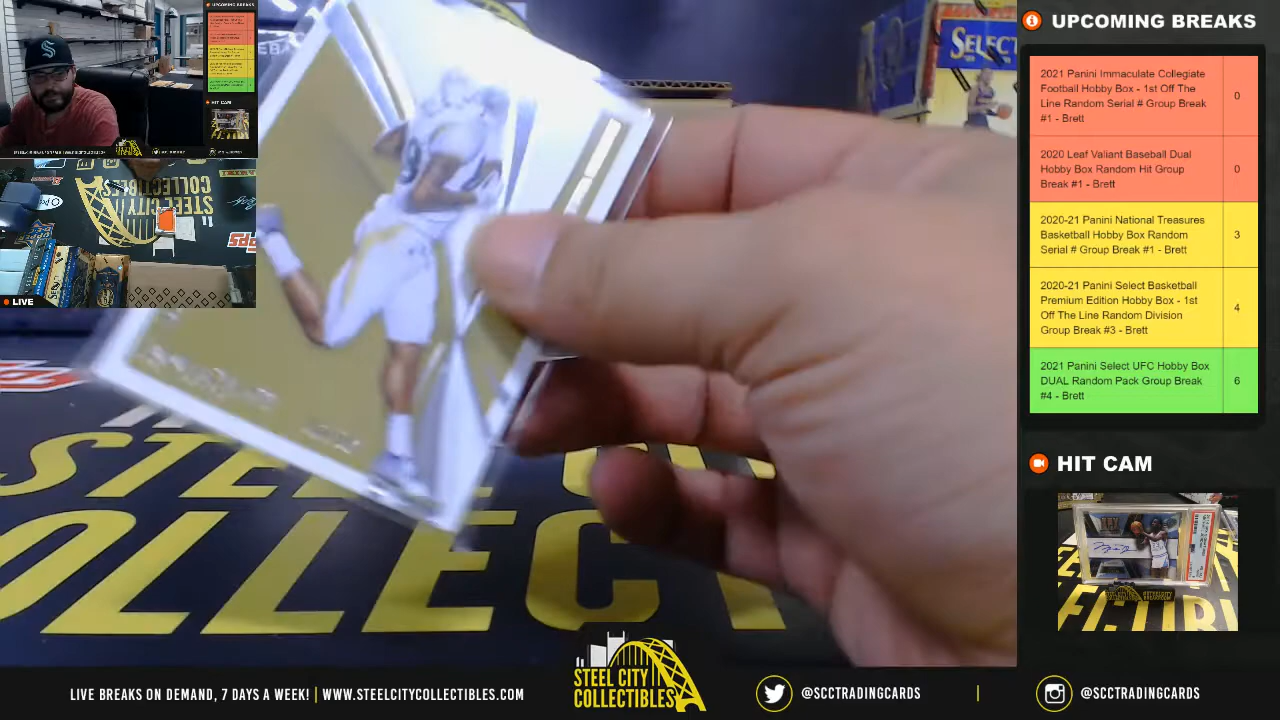 UPCOMING BREAKS
2021 Panini Immaculate Collegiate
Football Hobby Box - 1st Off The
Line Random Serial # Group Break
#1 - Brett
0
2020 Leaf Valiant Baseball Dual
Hobby Box Random Hit Group
Break #1 - Brett
0
2020-21 Panini National Treasures
Basketball Hobby Box Random
Serial # Group Break #1 - Brett
3
2020-21 Panini Select Basketball
Premium Edition Hobby Box - 1st
Off The Line Random Division
Group Break #3 - Brett
4
2021 Panini Select UFC Hobby Box
DUAL Random Pack Group Break
#4 - Brett
6
HIT CAM
SELECT
LIVE
STEEL CITY
COLLECTIBLES
LIVE BREAKS ON DEMAND, 7 DAYS A WEEK! | WWW.STEELCITYCOLLECTIBLES.COM
STEEL CITY
COLLECTIBLES
@SCCTRADINGCARDS
|
@SCCTRADINGCARDS